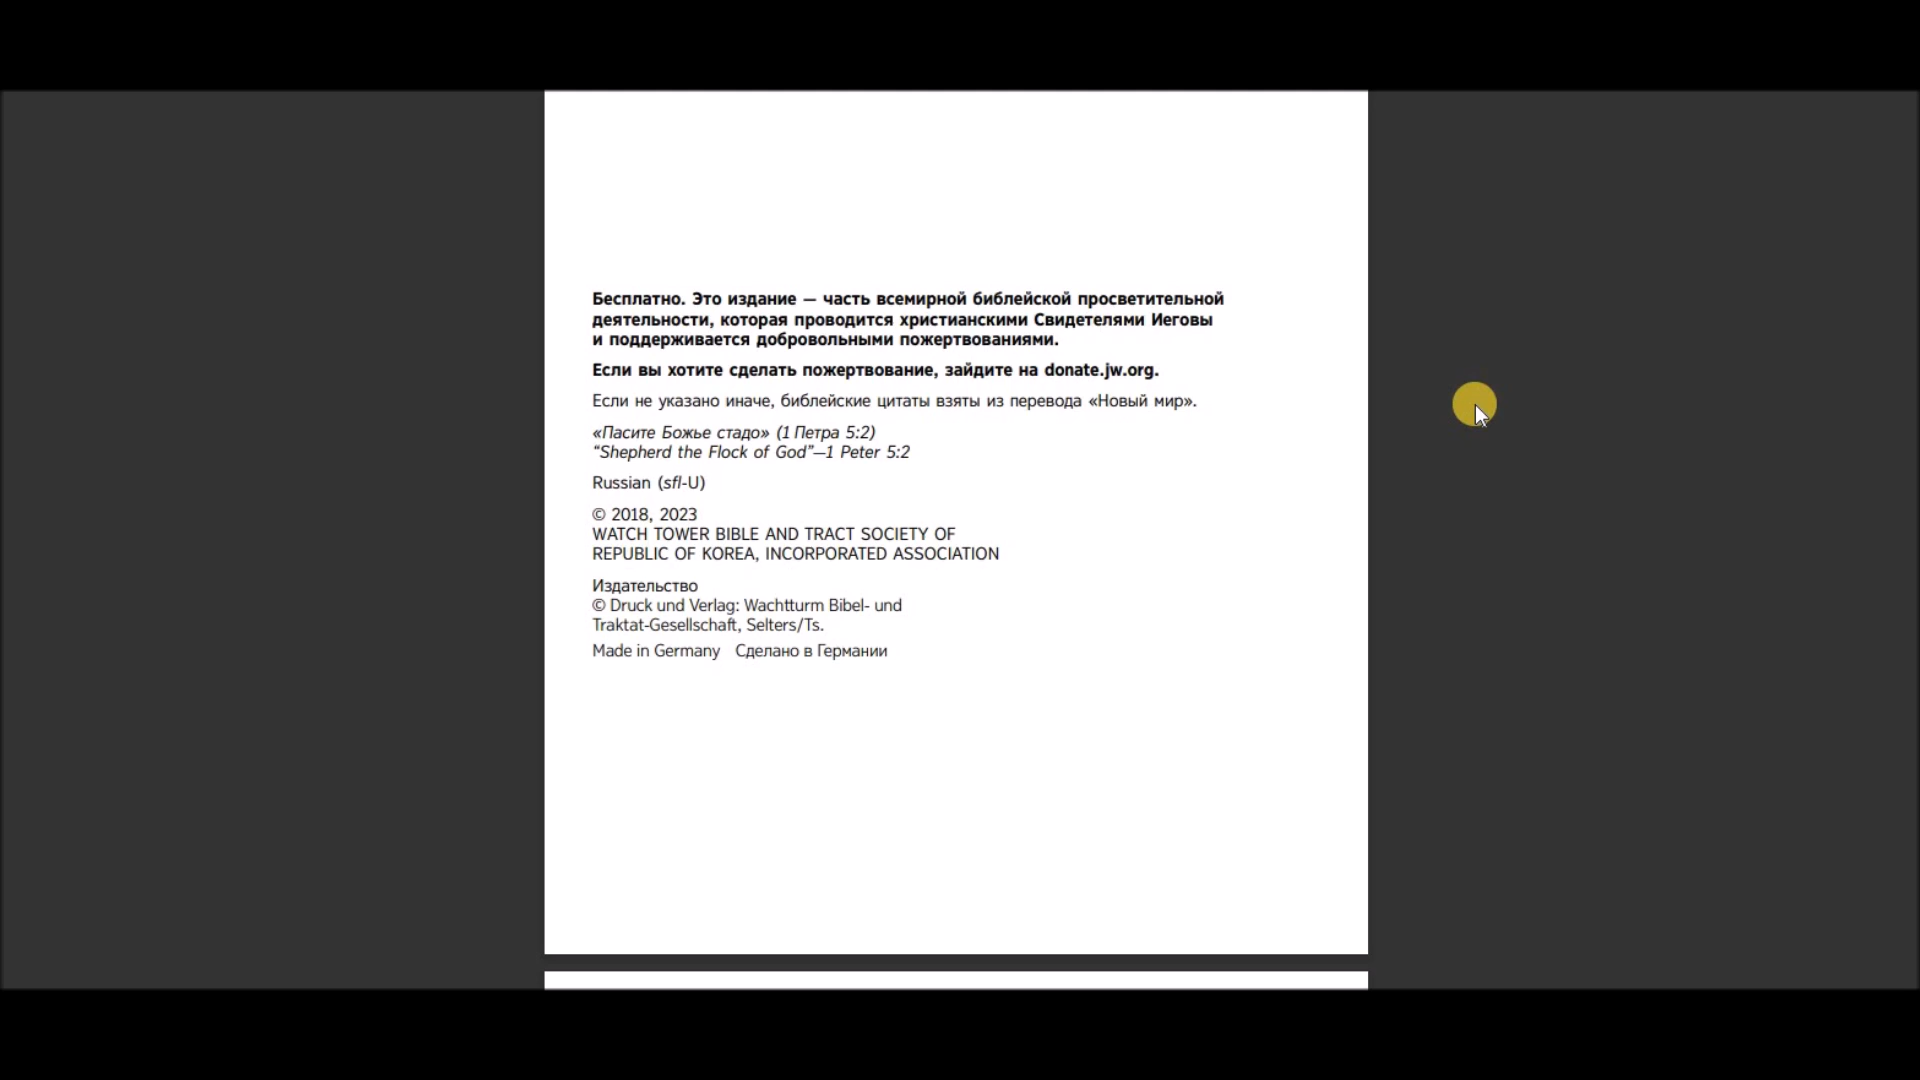 Бесплатно. Это издание — часть всемирной библейской просветительной
деятельности, которая проводится христианскими Свидетелями Иеговы
и поддерживается добровольными пожертвованиями.
Если вы хотите сделать пожертвование, зайдите на donate.jw.org.
Если не указано иначе, библейские цитаты взяты из перевода «Новый мир».
«Пасите Божье стадо» (1 Петра 5:2)
“Shepherd the Flock of God”—1 Peter 5:2
Russian (sfl-U)
© 2018, 2023
WATCH TOWER BIBLE AND TRACT SOCIETY OF
REPUBLIC OF KOREA, INCORPORATED ASSOCIATION
Издательство
© Druck und Verlag: Wachtturm Bibel- und
Traktat-Gesellschaft, Selters/Ts.
Made in Germany Сделано в Германии